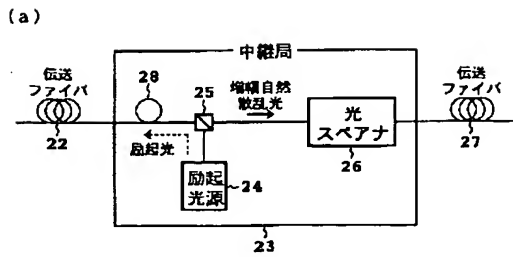 (a)
中継局
伝送
ファイバ
22
28
25
増幅自然
散乱光
励起光
励起
光源
24
光
スペアナ
26
伝送
ファイバ
27
23